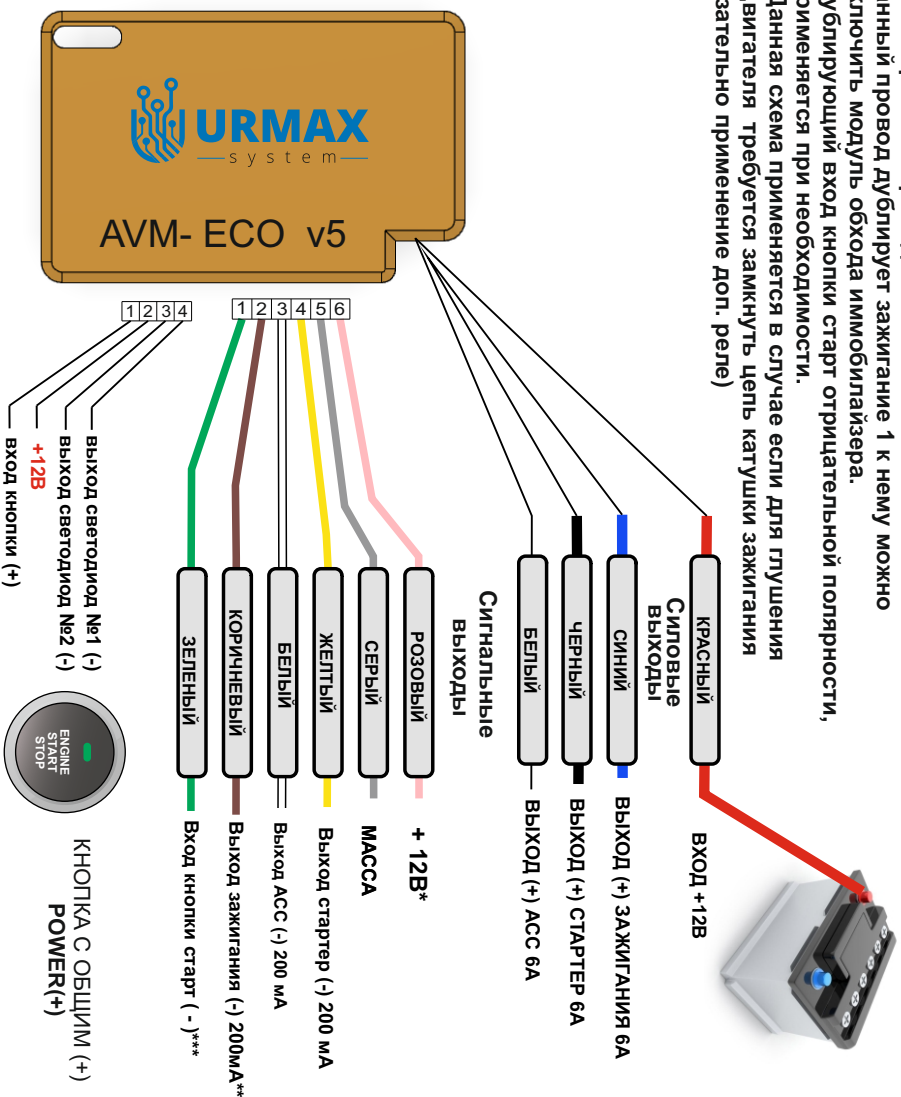 анный провод дублирует зажигание 1 к нему можно
ключить модуль обхода иммобилайзера.
ублирующий вход кнопки старт отрицательной полярности,
рименяется при необходимости.
Данная схема применяется в случае если для глушения
двигателя требуется замкнуть цепь катушки зажигания
зательно применение доп. реле)
URMAX
system
AVM- ECO v5
1 2 3 4
1 2 3 4 5 6
КРАСНЫЙ
ВХОД +12В
Силовые
выходы
СИНИЙ
ВЫХОД (+) ЗАЖИГАНИЯ 6А
ЧЕРНЫЙ
ВЫХОД (+) СТАРТЕР 6А
БЕЛЫЙ
ВЫХОД (+) АСС 6А
Сигнальные
выходы
РОЗОВЫЙ
+ 12В*
СЕРЫЙ
МАССА
ЖЕЛТЫЙ
Выход стартер (-) 200 мА
БЕЛЫЙ
Выход АСС (-) 200 мА
КОРИЧНЕВЫЙ
Выход зажигания (-) 200мА**
ЗЕЛЕНЫЙ
Вход кнопки старт ( - )***
выход светодиод №1 (-)
выход светодиод №2 (-)
+12В
вход кнопки (+)
ENGINE
START
STOP
КНОПКА С ОБЩИМ (+)
POWER(+)